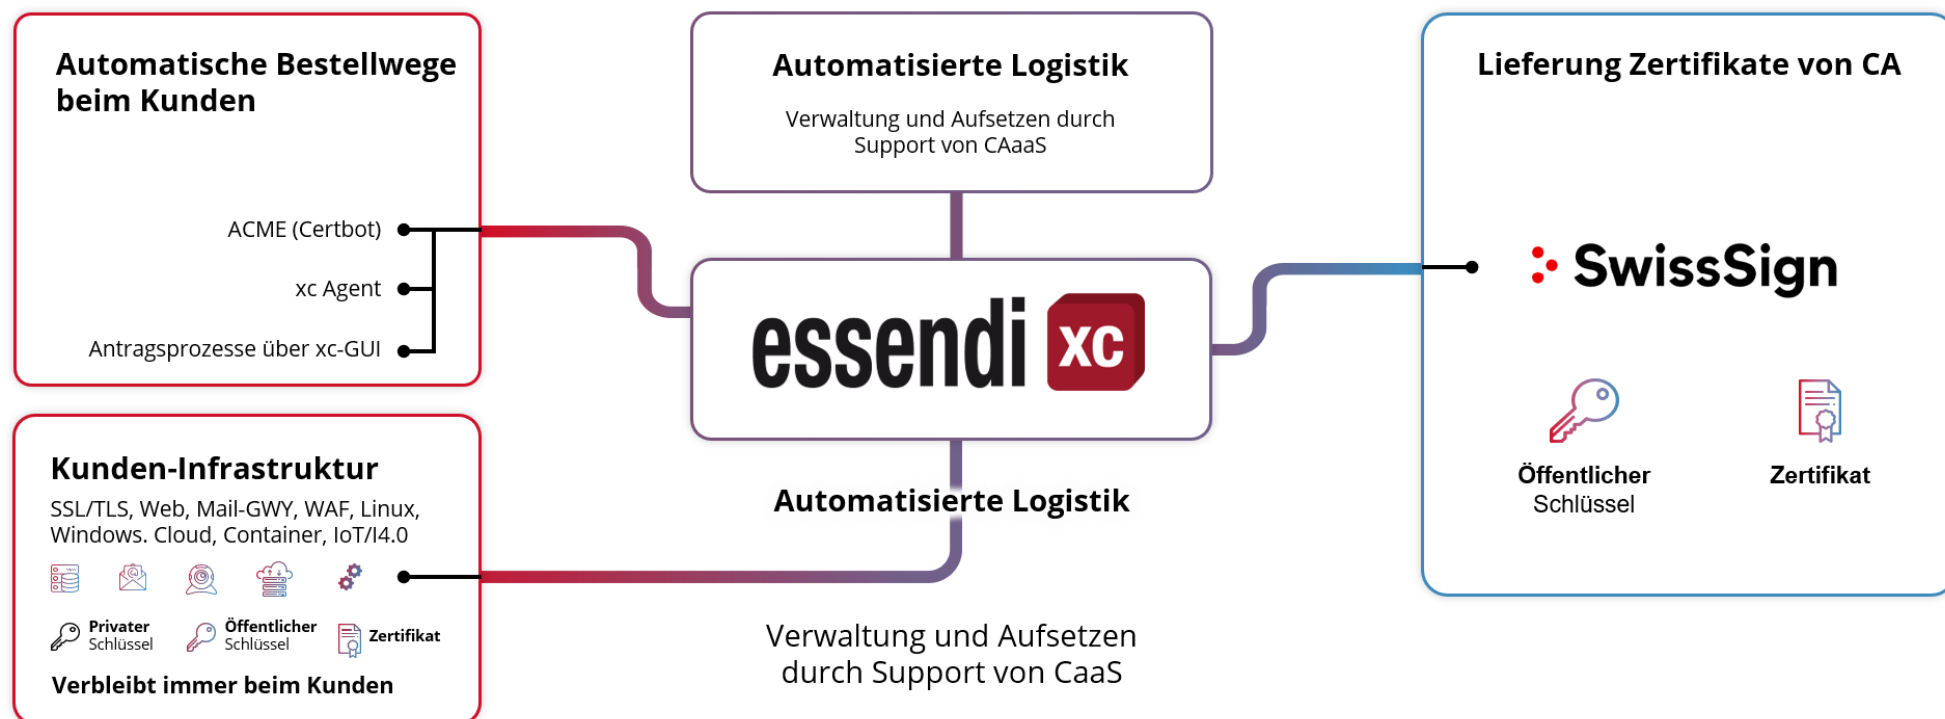 Automatische Bestellwege
beim Kunden
ACME (Certbot)
xc Agent
Antragsprozesse über xc-GUI
Kunden-Infrastruktur
SSL/TLS, Web, Mail-GWY, WAF, Linux,
Windows. Cloud, Container, IoT/I4.0
Privater
Schlüssel
Öffentlicher
Schlüssel
Zertifikat
Verbleibt immer beim Kunden
Automatisierte Logistik
Verwaltung und Aufsetzen durch
Support von CAaaS
essendi xc
Automatisierte Logistik
Verwaltung und Aufsetzen
durch Support von CaaS
Lieferung Zertifikate von CA
SwissSign
Öffentlicher
Schlüssel
Zertifikat